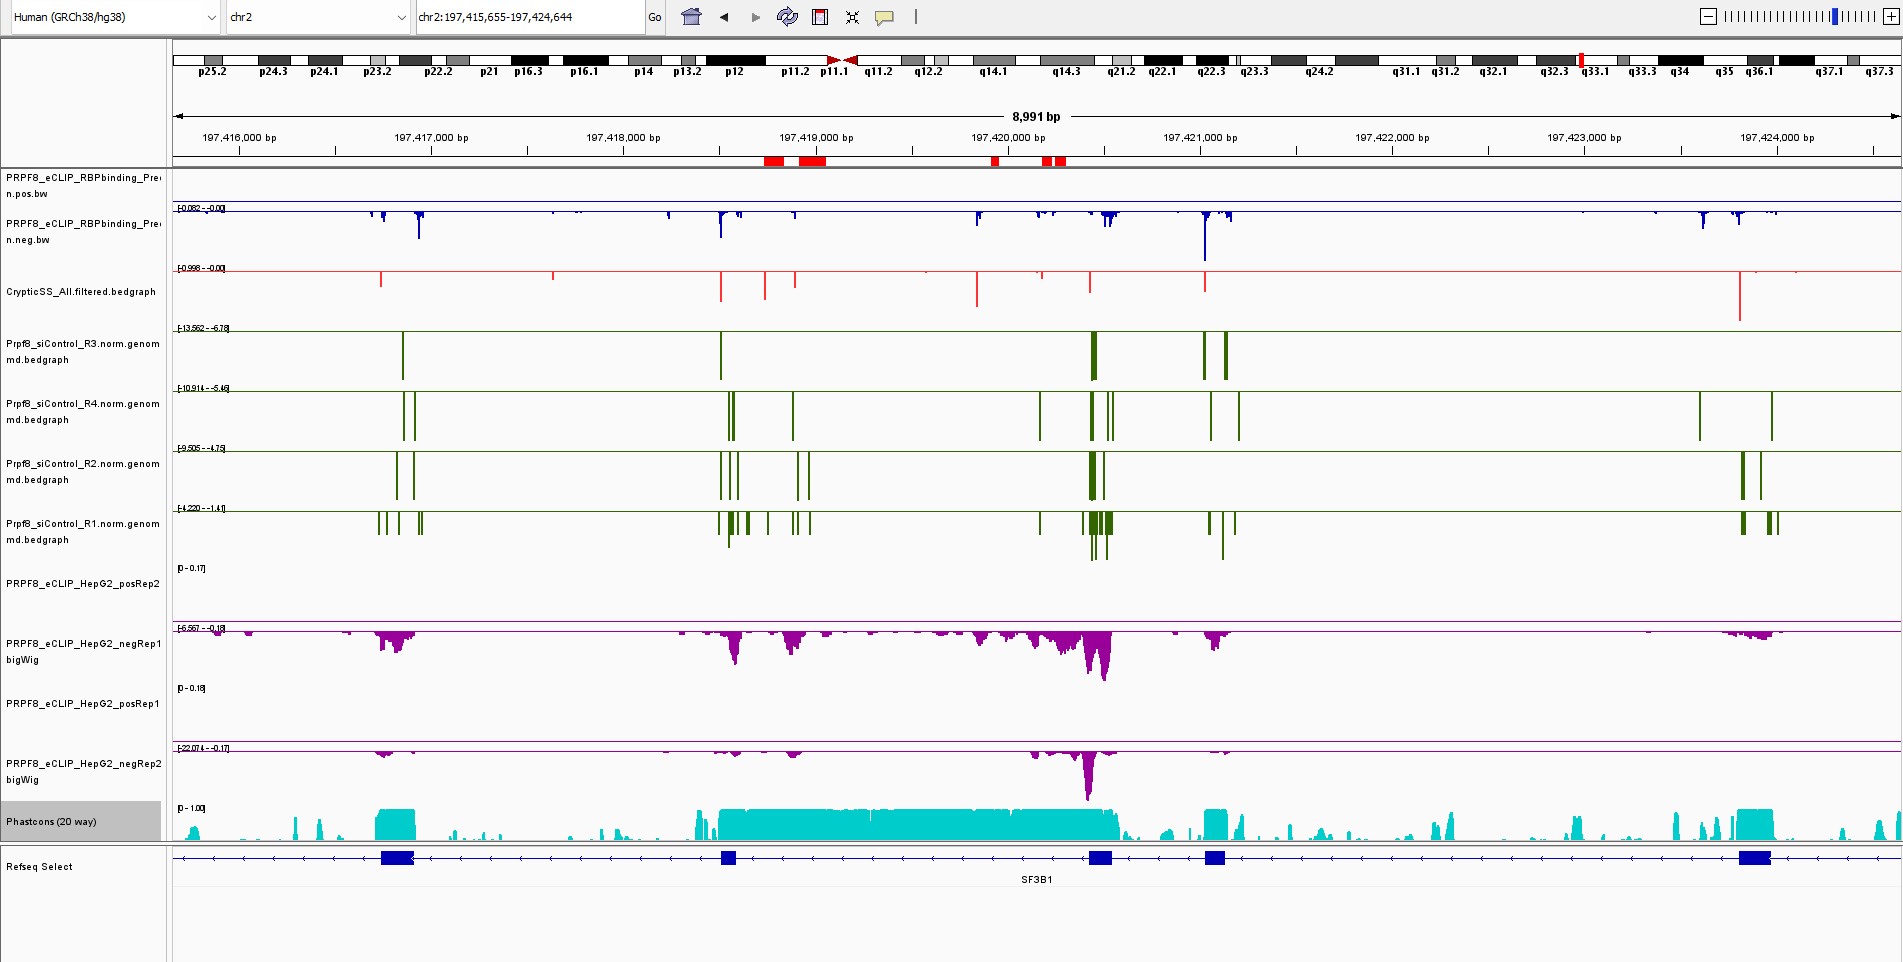 Human (GRCh38/hg38) chr2 chr2:197,415,655-197,424,644 Go
p25.2 p24.3 p24.1 p23.2 p22.2 p21 p16.3 p16.1 p14 p13.2 p12 p11.2 p11.1 q11.2 q12.2 q14.1 q14.3 q21.2 q22.1 q22.3 q23.3 q24.2 q31.1 q31.2 q32.1 q32.3 q33.1 q33.3 q34 q35 q36.1 q37.1 q37.3
8,991 bp
197,416,000 bp 197,417,000 bp 197,418,000 bp 197,419,000 bp 197,420,000 bp 197,421,000 bp 197,422,000 bp 197,423,000 bp 197,424,000 bp
PRPF8_eCLIP_RBPbinding_Pre
n.pos.bw
[-0.082 - -0.00]
PRPF8_eCLIP_RBPbinding_Pre
n.neg.bw
[-0.998 - -0.00]
CrypticSS_All.filtered.bedgraph
[-13.562 - -6.78]
Prpf8_siControl_R3.norm.genom
md.bedgraph
[-10.914 - -5.46]
Prpf8_siControl_R4.norm.genom
md.bedgraph
[-9.505 - -4.75]
Prpf8_siControl_R2.norm.genom
md.bedgraph
[-4.220 - -1.41]
Prpf8_siControl_R1.norm.genom
md.bedgraph
[0 - 0.17]
PRPF8_eCLIP_HepG2_posRep2
[-6.567 - -0.18]
PRPF8_eCLIP_HepG2_negRep1
bigWig
[0 - 0.18]
PRPF8_eCLIP_HepG2_posRep1
[-22.074 - -0.17]
PRPF8_eCLIP_HepG2_negRep2
bigWig
[0 - 1.00]
Phastcons (20 way)
Refseq Select
SF3B1